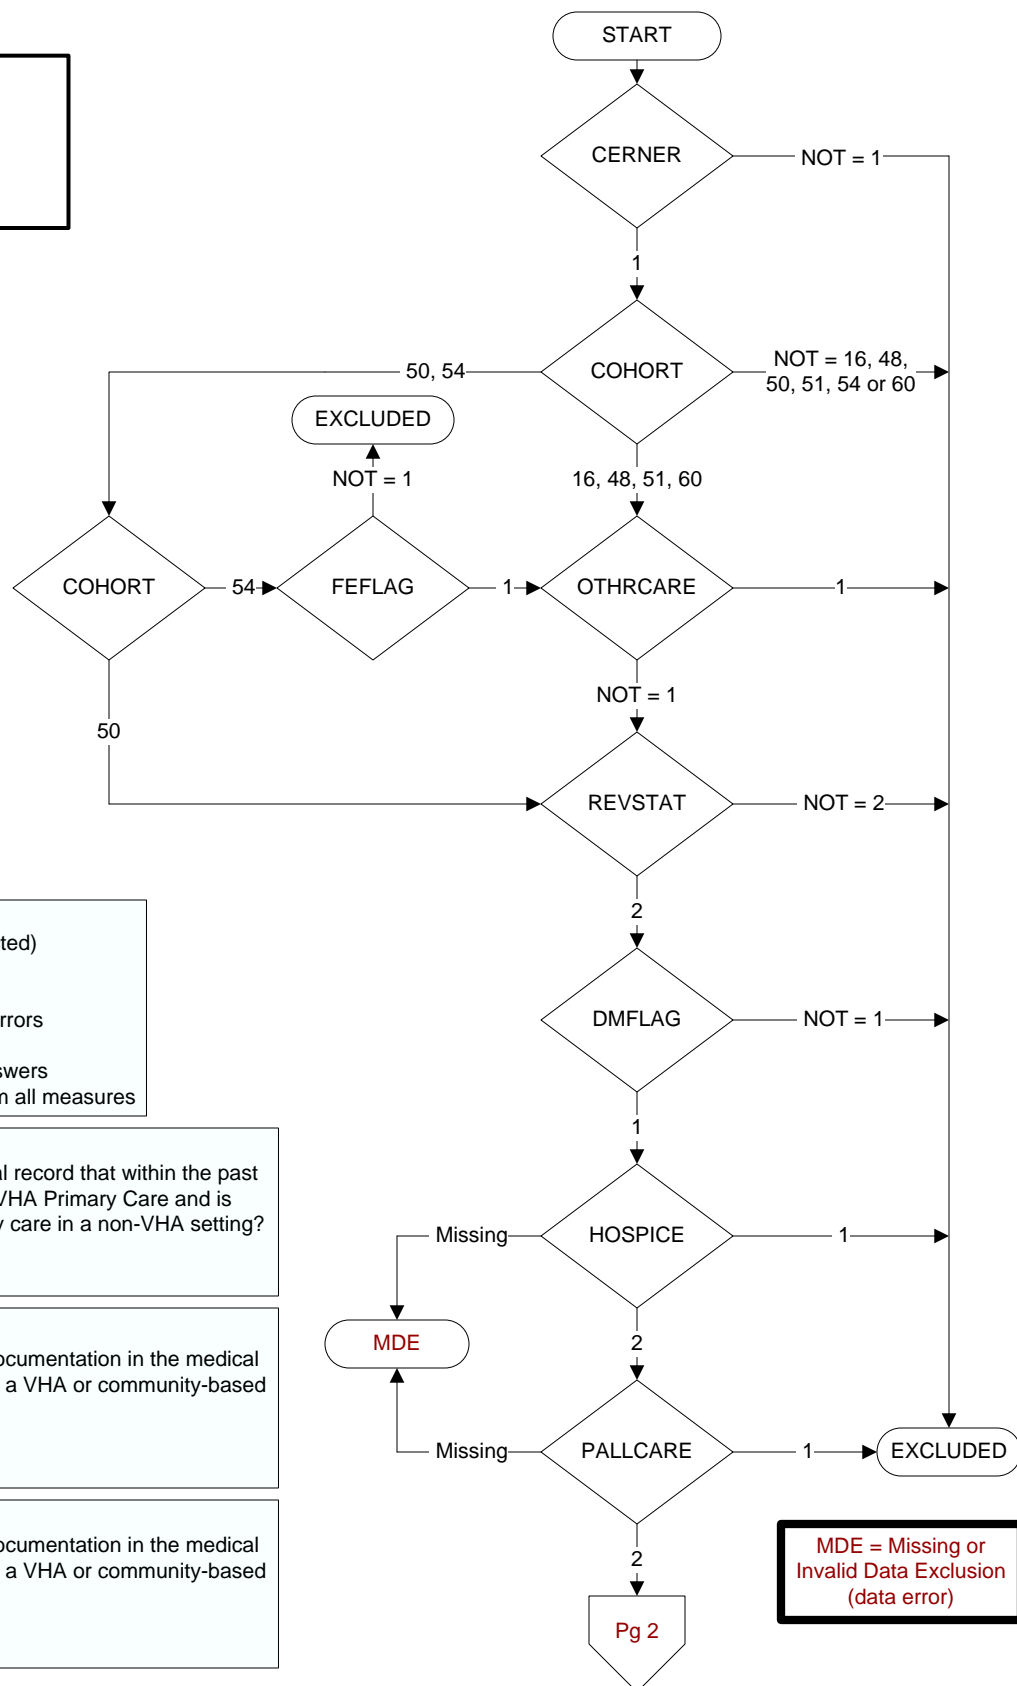 START
CERNER
NOT = 1
1
COHORT
50, 54
NOT = 16, 48,
50, 51, 54 or 60
EXCLUDED
NOT = 1
16, 48, 51, 60
COHORT
54
FEFLAG
1
OTHRCARE
1
NOT = 1
50
REVSTAT
NOT = 2
2
DMFLAG
NOT = 1
1
HOSPICE
Missing
1
MDE
2
PALLCARE
Missing
1
EXCLUDED
2
Pg 2
MDE = Missing or
Invalid Data Exclusion
(data error)
ted)
rrors
swers
m all measures
al record that within the past
VHA Primary Care and is
y care in a non-VHA setting?
ocumentation in the medical
a VHA or community-based
ocumentation in the medical
a VHA or community-based